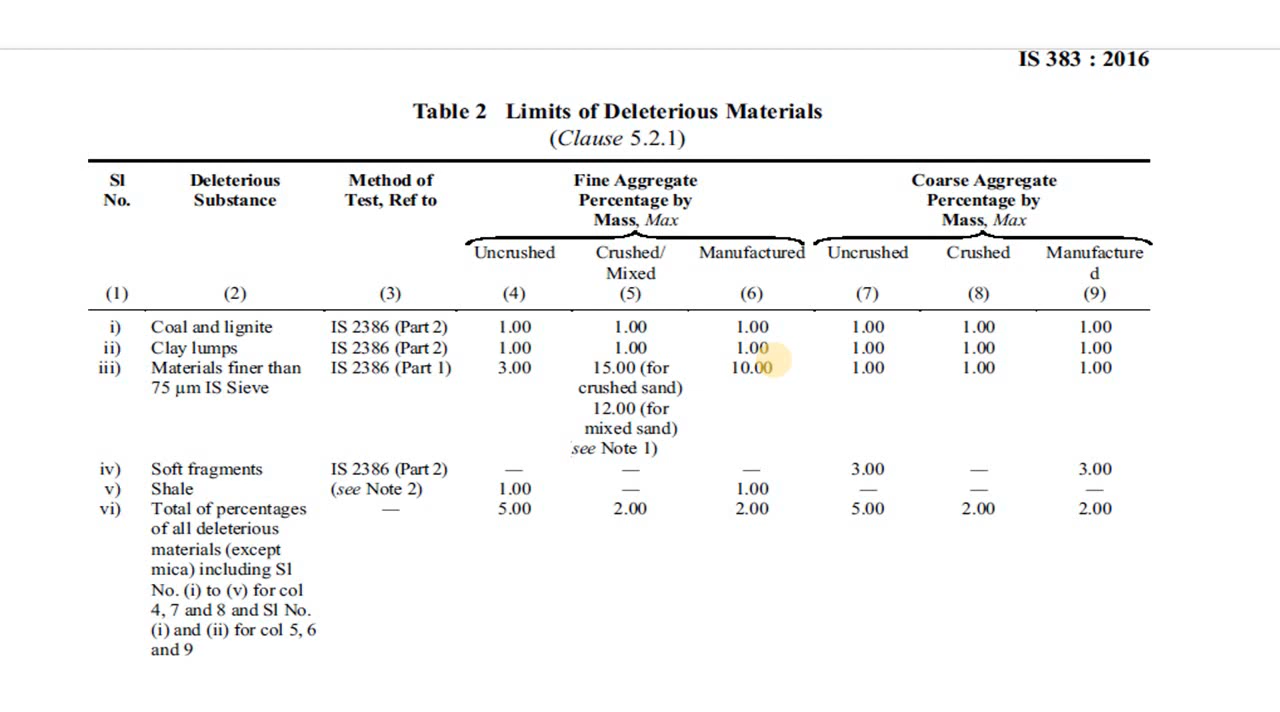 IS 383 : 2016
Table 2 Limits of Deleterious Materials
(Clause 5.2.1)
Sl No. Deleterious Substance Method of Test, Ref to Fine Aggregate Percentage by Mass, Max Coarse Aggregate Percentage by Mass, Max
Uncrushed Crushed/ Mixed Manufactured Uncrushed Crushed Manufacture d
(1) (2) (3) (4) (5) (6) (7) (8) (9)
i) Coal and lignite IS 2386 (Part 2) 1.00 1.00 1.00 1.00 1.00 1.00
ii) Clay lumps IS 2386 (Part 2) 1.00 1.00 1.00 1.00 1.00 1.00
iii) Materials finer than IS 2386 (Part 1) 3.00 15.00 (for 10.00 1.00 1.00 1.00
75 µm IS Sieve crushed sand)
12.00 (for
mixed sand)
see Note 1)
iv) Soft fragments IS 2386 (Part 2) — — — 3.00 — 3.00
v) Shale (see Note 2) 1.00 — 1.00 — — —
vi) Total of percentages — 5.00 2.00 2.00 5.00 2.00 2.00
of all deleterious
materials (except
mica) including Sl
No. (i) to (v) for col
4, 7 and 8 and Sl No.
(i) and (ii) for col 5, 6
and 9